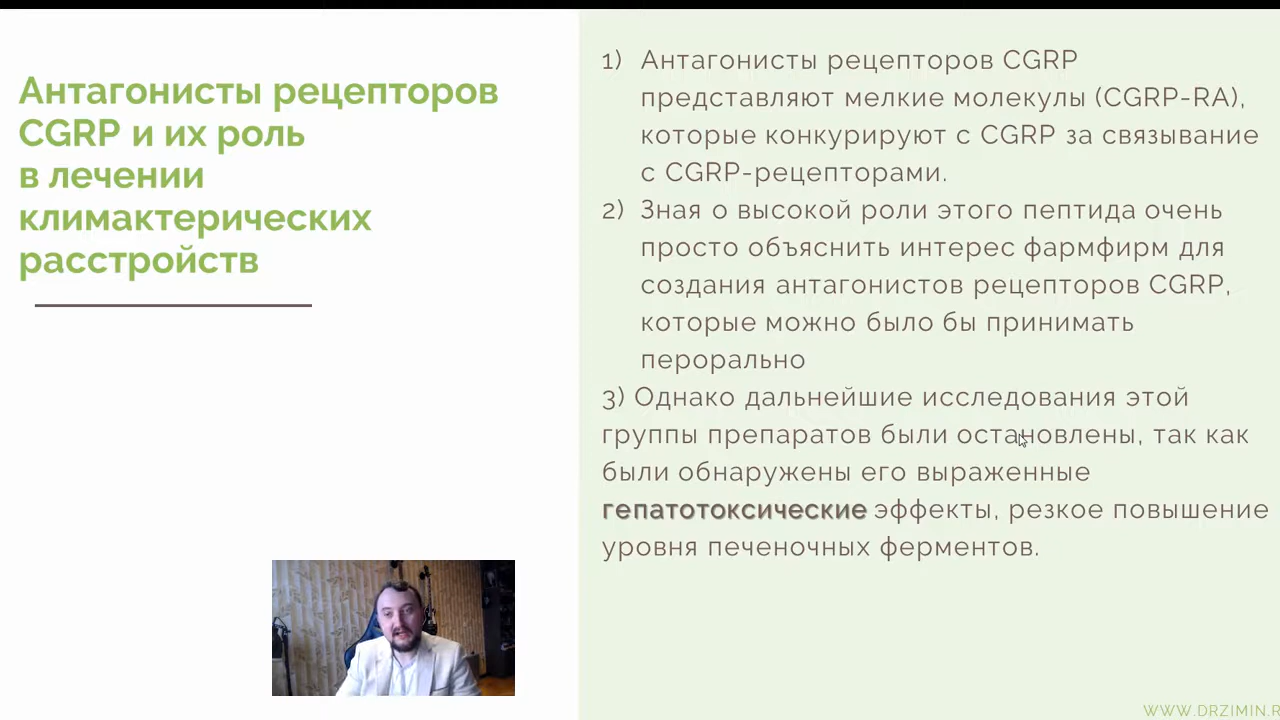 Антагонисты рецепторов
CGRP и их роль
в лечении
климактерических
расстройств
1) Антагонисты рецепторов CGRP
представляют мелкие молекулы (CGRP-RA),
которые конкурируют с CGRP за связывание
с CGRP-рецепторами.
2) Зная о высокой роли этого пептида очень
просто объяснить интерес фармфирм для
создания антагонистов рецепторов CGRP,
которые можно было бы принимать
перорально
3) Однако дальнейшие исследования этой
группы препаратов были остановлены, так как
были обнаружены его выраженные
гепатотоксические эффекты, резкое повышение
уровня печеночных ферментов.
WWW.DRZIMIN.R